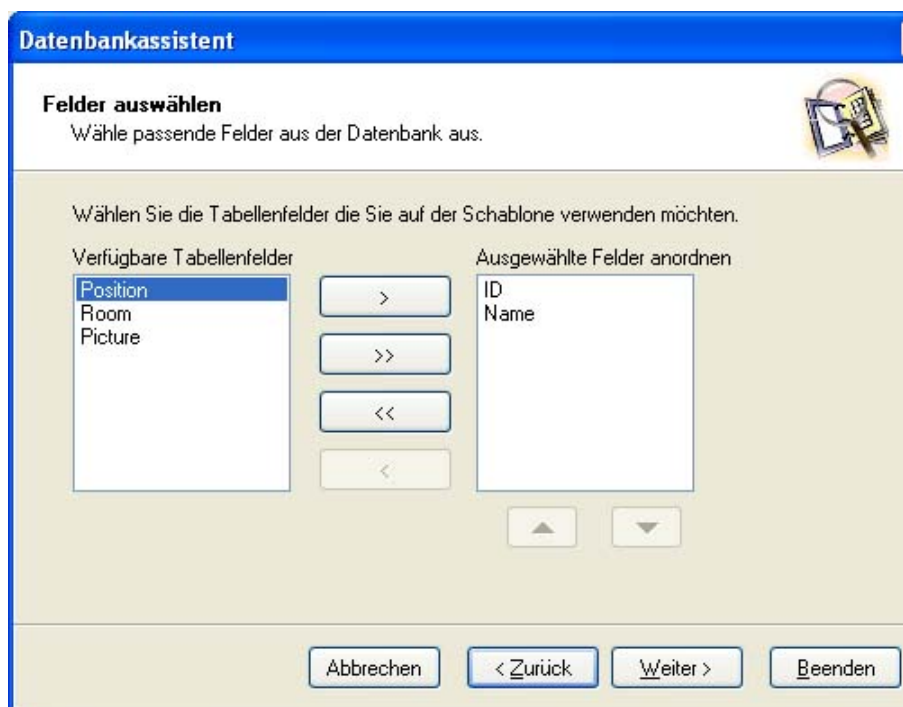 Datenbankassistent
Felder auswählen
Wähle passende Felder aus der Datenbank aus.
Wählen Sie die Tabellenfelder die Sie auf der Schablone verwenden möchten.
Verfügbare Tabellenfelder
Position
Room
Picture
>
>>
<<
<
Ausgewählte Felder anordnen
ID
Name
Abbrechen
< Zurück
Weiter >
Beenden